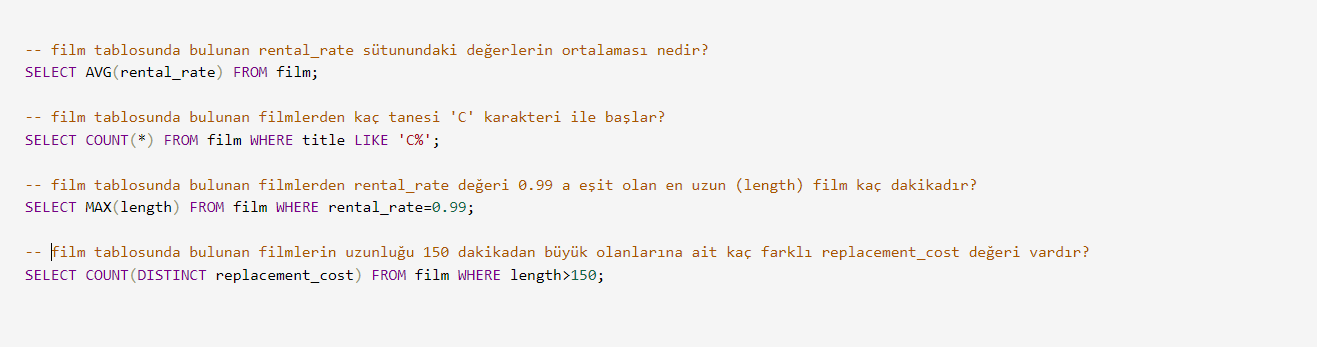 -- film tablosunda bulunan rental_rate sütunundaki değerlerin ortalaması nedir?
SELECT AVG(rental_rate) FROM film;
-- film tablosunda bulunan filmlerden kaç tanesi 'C' karakteri ile başlar?
SELECT COUNT(*) FROM film WHERE title LIKE 'C%';
-- film tablosunda bulunan filmlerden rental_rate değeri 0.99 a eşit olan en uzun (length) film kaç dakikadır?
SELECT MAX(length) FROM film WHERE rental_rate=0.99;
-- film tablosunda bulunan filmlerin uzunluğu 150 dakikadan büyük olanlarına ait kaç farklı replacement_cost değeri vardır?
SELECT COUNT(DISTINCT replacement_cost) FROM film WHERE length>150;